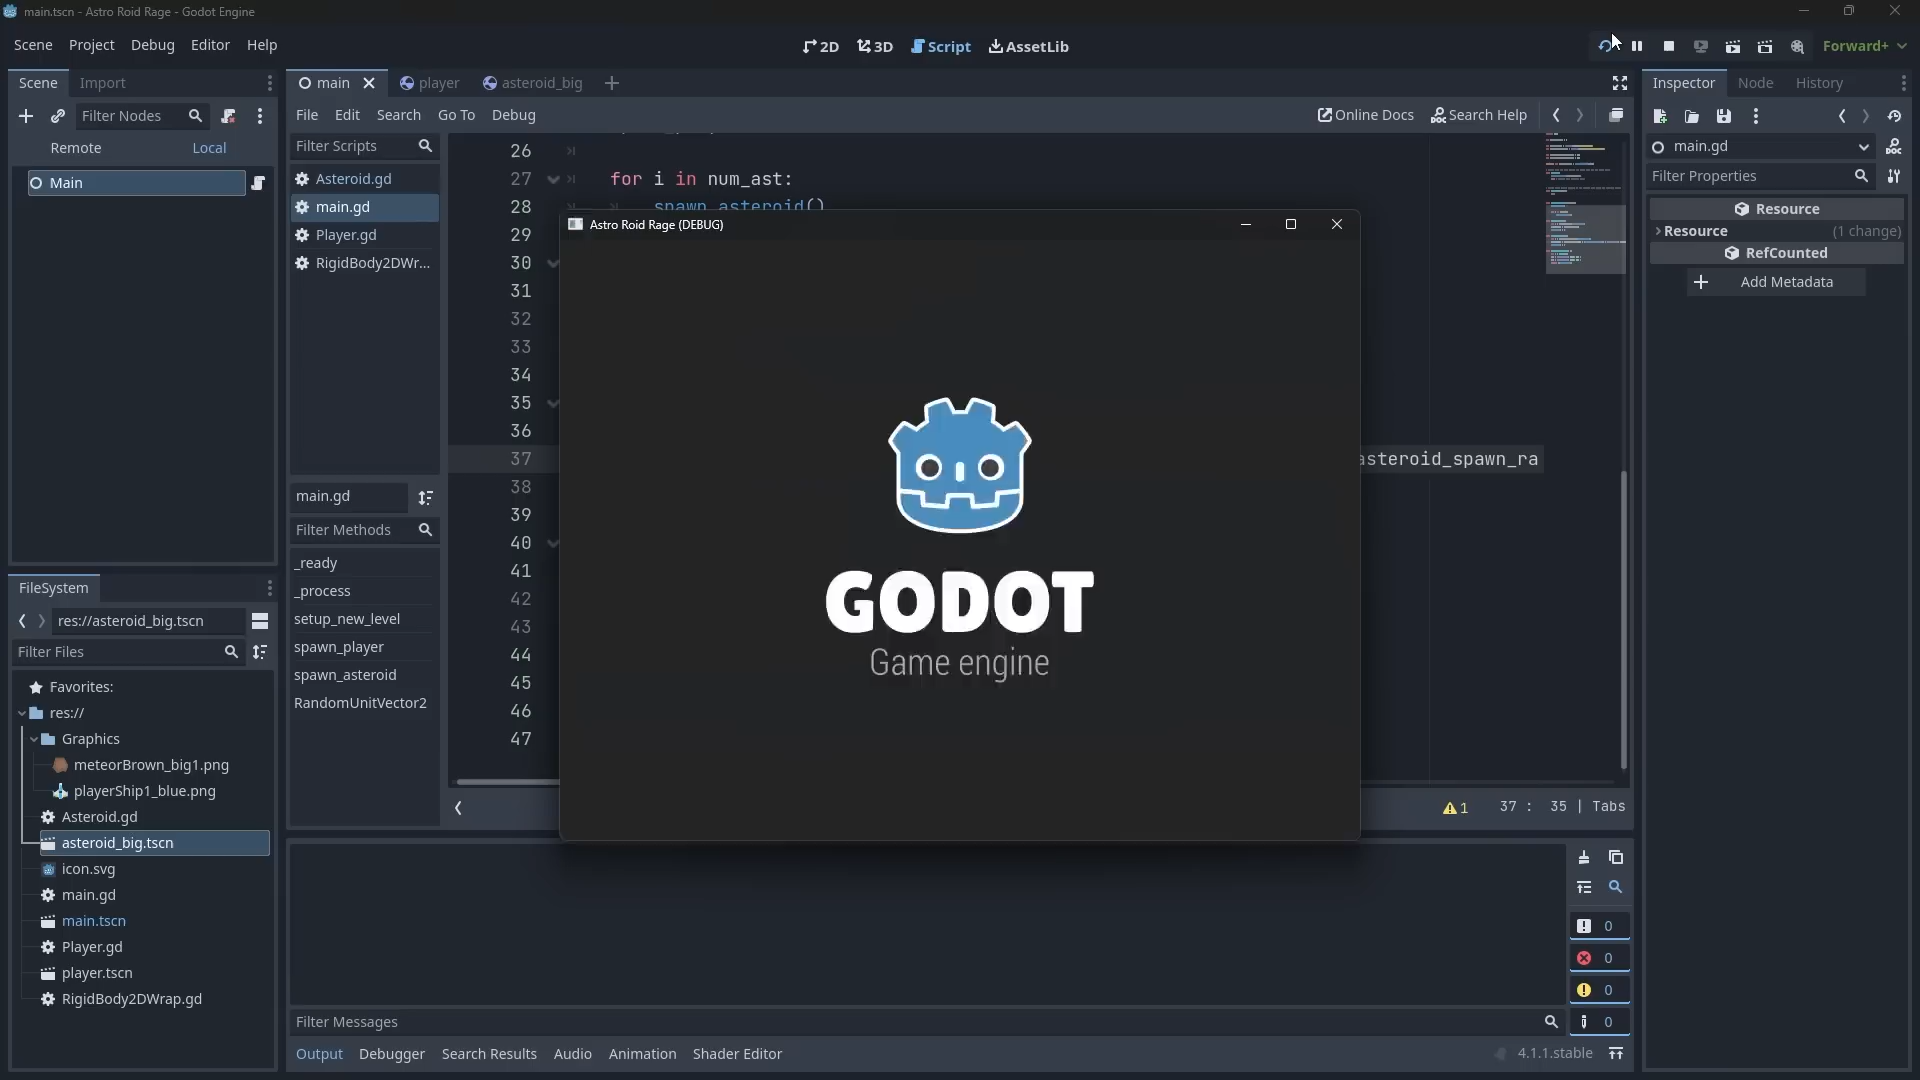 main.tscn - Astro Roid Rage - Godot Engine
Scene Project Debug Editor Help
2D 3D Script AssetLib
Forward+
Scene Import
main player asteroid_big
Inspector Node History
Filter Nodes
File Edit Search Go To Debug
Online Docs Search Help
Remote Local
Filter Scripts
main.gd
Main
Asteroid.gd
main.gd
Player.gd
RigidBody2DWr...
Filter Properties
Resource
Resource (1 change)
RefCounted
Add Metadata
26
27 for i in num_ast:
28 spawn_asteroid()
29
30
31
32
33
34
35
36
37 asteroid_spawn_ra
38
39
40
41
42
43
44
45
46
47
Astro Roid Rage (DEBUG)
GODOT
Game engine
main.gd
Filter Methods
_ready
_process
setup_new_level
spawn_player
spawn_asteroid
RandomUnitVector2
FileSystem
res://asteroid_big.tscn
Filter Files
Favorites:
res://
Graphics
meteorBrown_big1.png
playerShip1_blue.png
Asteroid.gd
asteroid_big.tscn
icon.svg
main.gd
main.tscn
Player.gd
player.tscn
RigidBody2DWrap.gd
1 37 : 35 | Tabs
0
0
0
0
Filter Messages
Output Debugger Search Results Audio Animation Shader Editor
4.1.1.stable